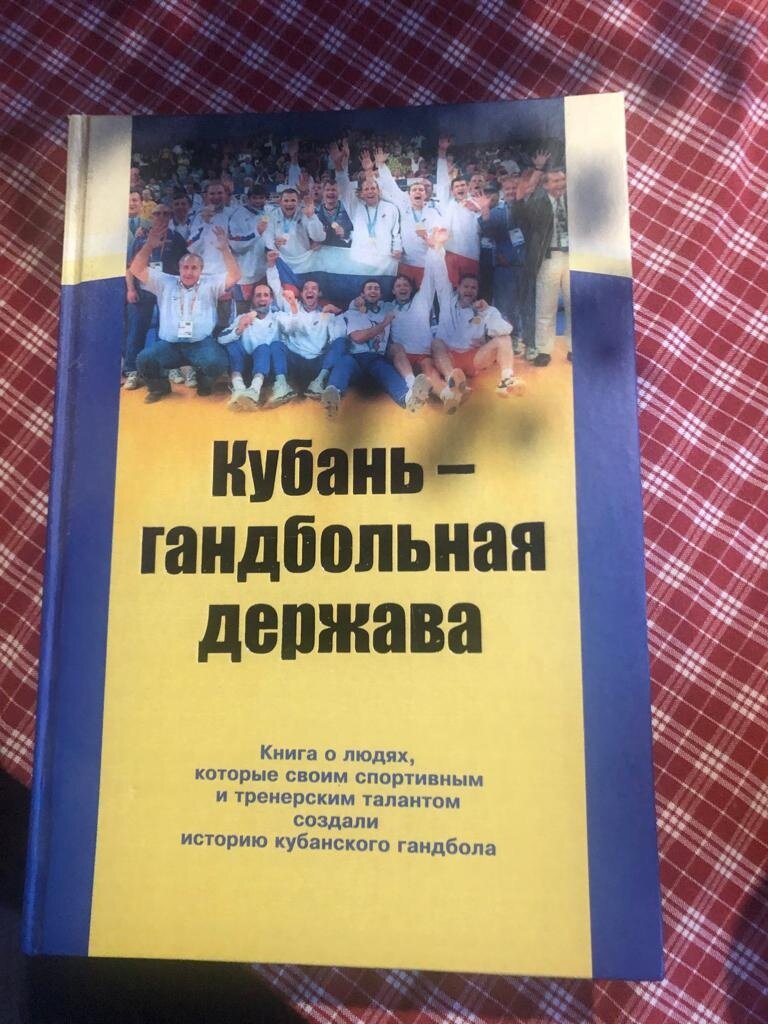 Кубань –
гандбольная
держава
Книга о людях,
которые своим спортивным
и тренерским талантом
создали
историю кубанского гандбола